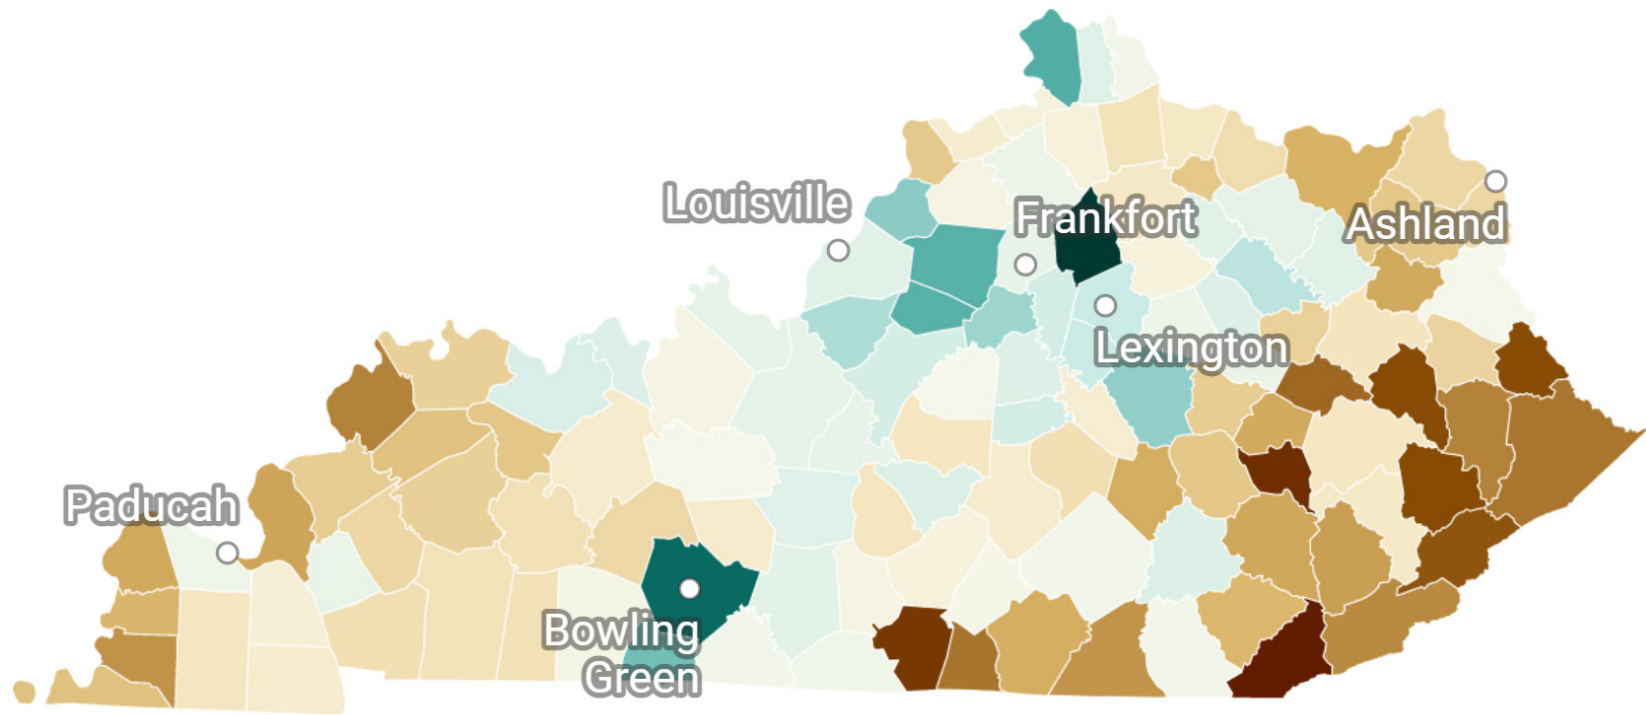 Louisville
Frankfort
Ashland
Lexington
Paducah
Bowling
Green